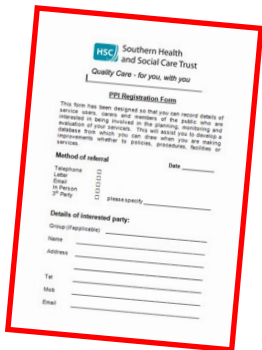 HSC Southern Health
and Social Care Trust
Quality Care - for you, with you
PPI Registration Form
This form has been designed so that you can record details of
service users, carers and members of the public who are
interested in being involved in the planning, monitoring and
evaluation of your services. This will assist you to develop a
database from which you can draw when you are making
improvements whether to policies, procedures, facilities or
services.
Method of referral
Date
Telephone
Letter
Email
In Person
3rd Party please specify
Details of interested party:
Group (if applicable)
Name
Address
Tel
Mob
Email